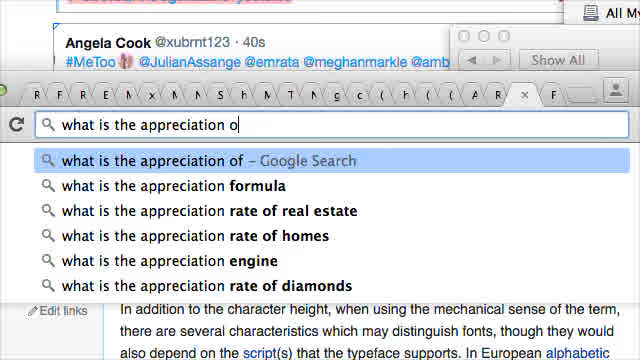 All My
Angela Cook @xubrnt123 · 40s
#MeToo @JulianAssange @emrata @meghanmarkle @amb
Show All
F F R E M x M N S h M T N g c ( h ( ( A R × F
what is the appreciation o
what is the appreciation of – Google Search
what is the appreciation formula
what is the appreciation rate of real estate
what is the appreciation rate of homes
what is the appreciation engine
what is the appreciation rate of diamonds
Edit links
In addition to the character height, when using the mechanical sense of the term,
there are several characteristics which may distinguish fonts, though they would
also depend on the script(s) that the typeface supports. In European alphabetic